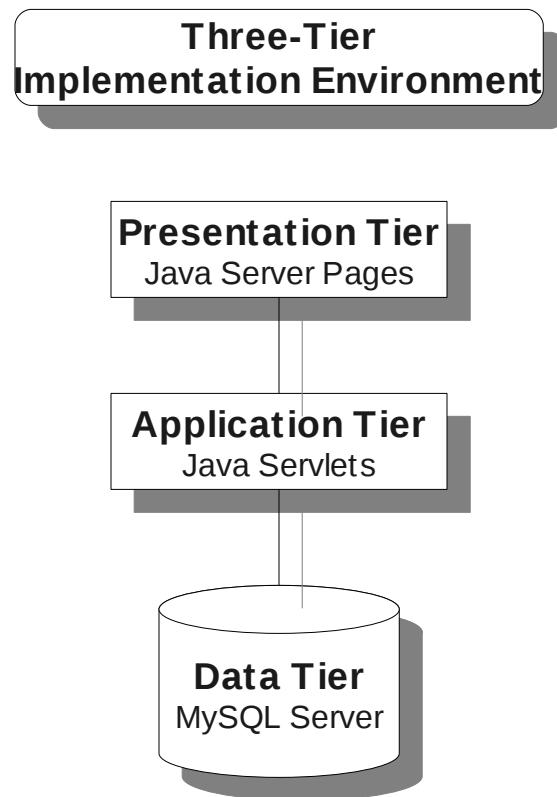 Three-Tier
Implementation Environment
Presentation Tier
Java Server Pages
Application Tier
Java Servlets
Data Tier
MySQL Server